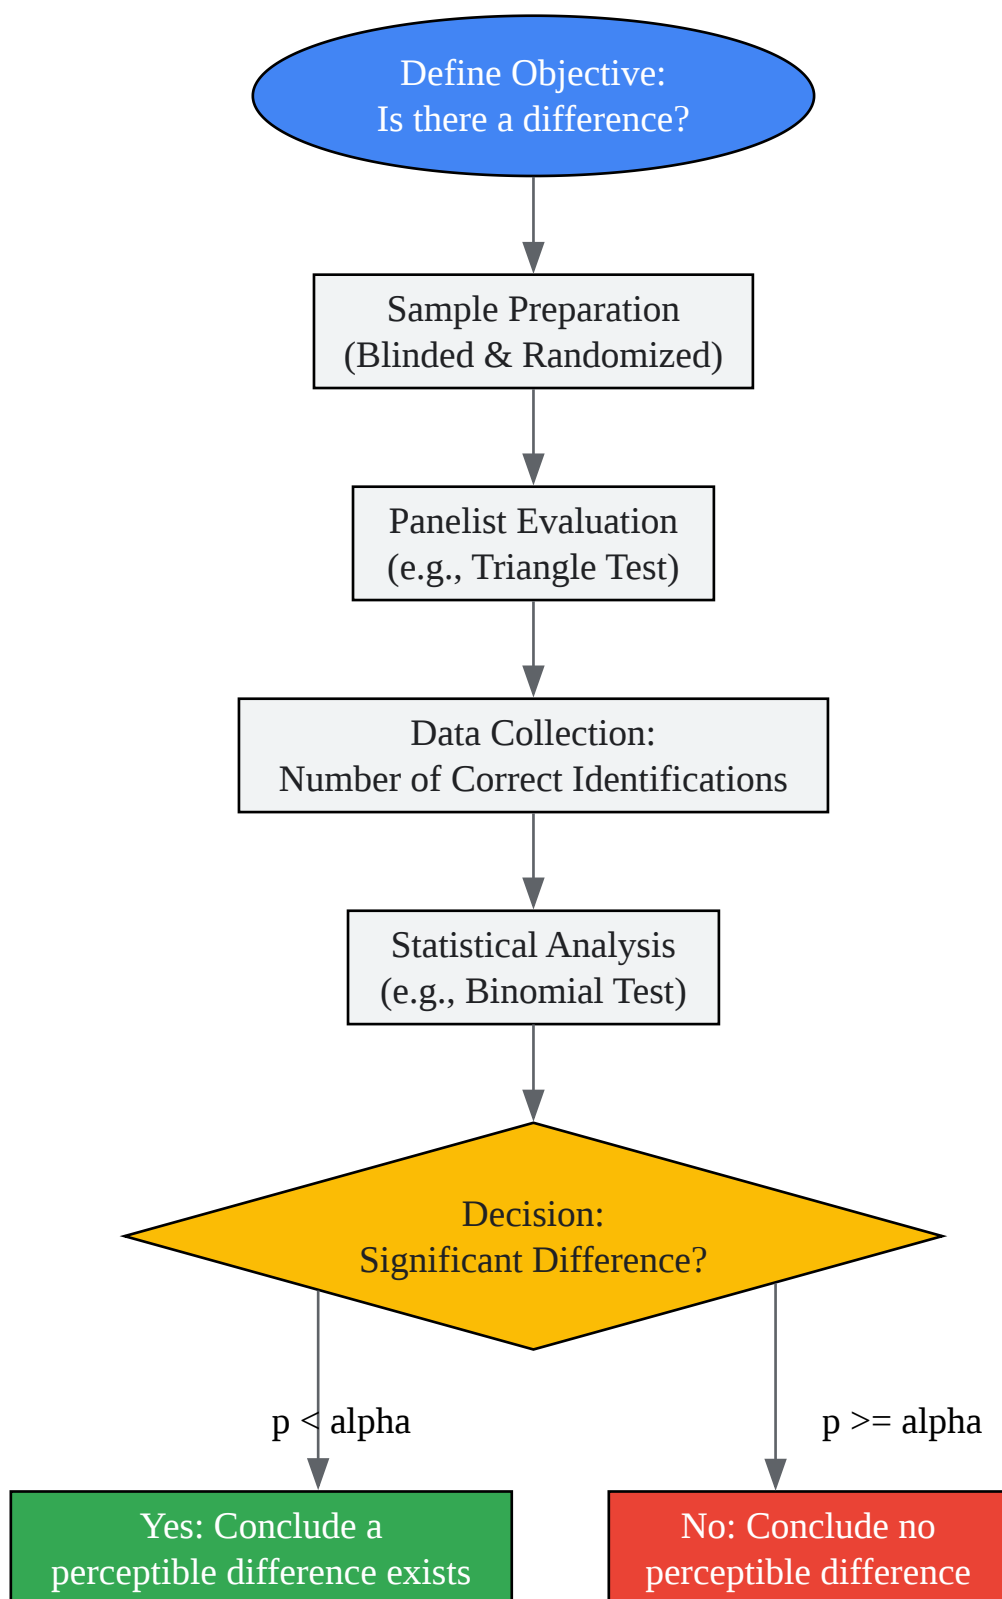 Define Objective:
Is there a difference?
Sample Preparation
(Blinded & Randomized)
Panelist Evaluation
(e.g., Triangle Test)
Data Collection:
Number of Correct Identifications
Statistical Analysis
(e.g., Binomial Test)
Decision:
Significant Difference?
p < alpha
p >= alpha
Yes: Conclude a
perceptible difference exists
No: Conclude no
perceptible difference